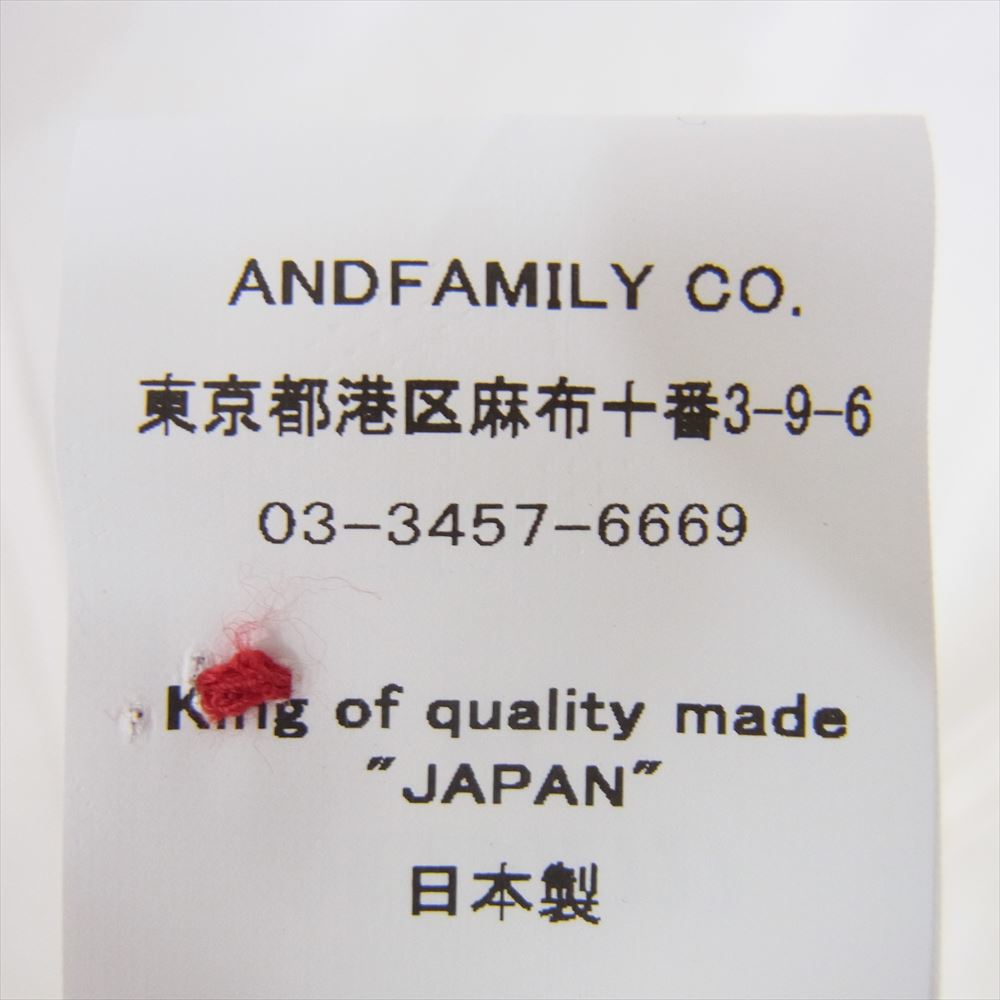 ANDFAMILY CO.
東京都港区麻布十番3-9-6
03-3457-6669
King of quality made
"JAPAN"
日本製